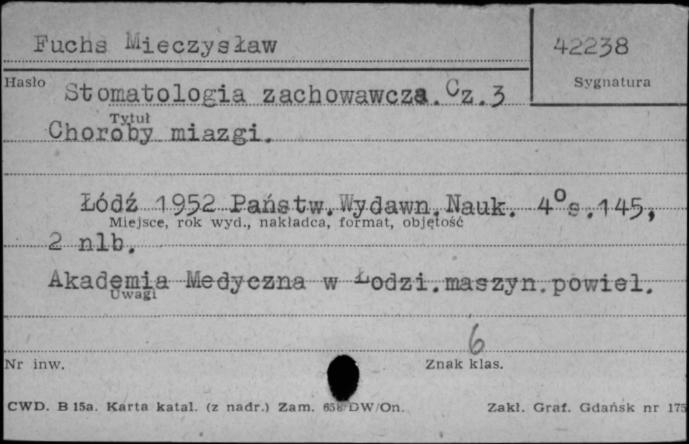 Fuchs Mieczysław
42238
Hasło
Sygnatura
Stomatologia zachowawcza. Cz. 3
Tytuł
Choroby miazgi.
Łódź 1952 Państw. Wydawn. Nauk. 4° s. 145,
Miejsce, rok wyd., nakładca, format, objętość
2 nlb.
Akademia Medyczna w Łodzi. maszyn. powiel.
Uwagi
6
Nr inw.
Znak klas.
CWD. B 15a. Karta katal. (z nadr.) Zam. 658/DW/On.
Zakł. Graf. Gdańsk nr 175